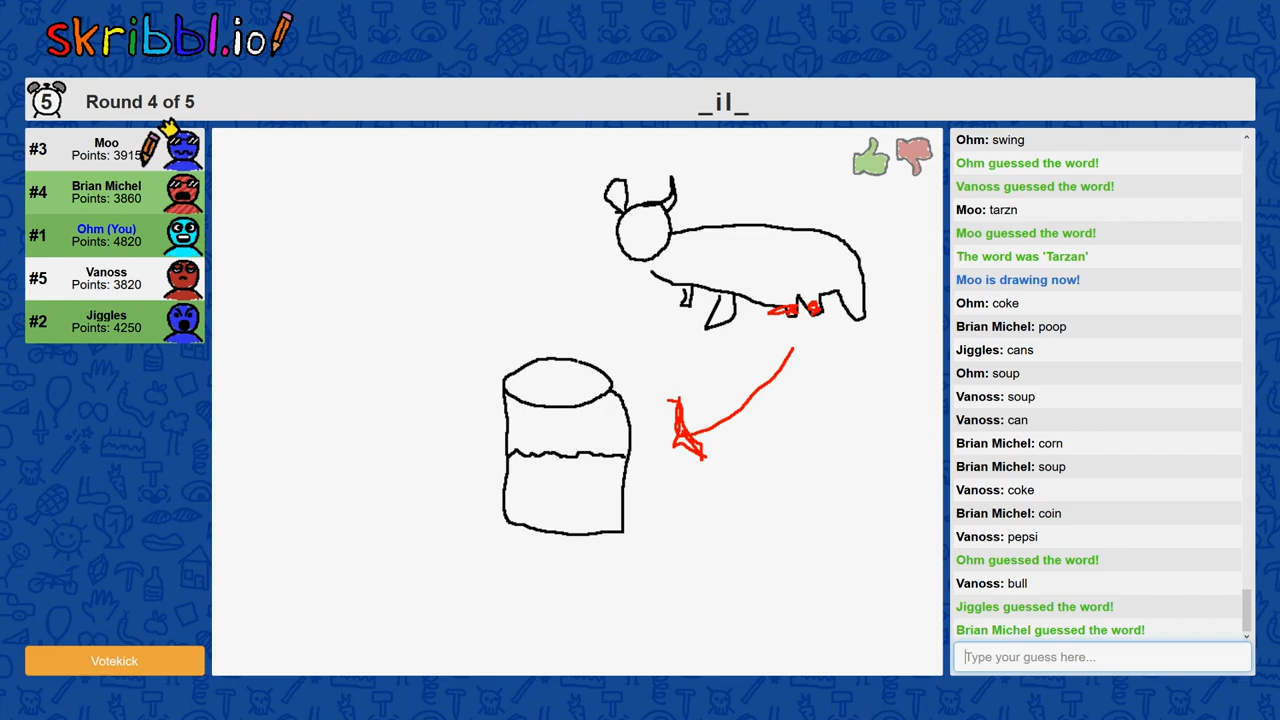 skribbl.io
5
Round 4 of 5
_il_
#3
Moo
Points: 3915
#4
Brian Michel
Points: 3860
#1
Ohm (You)
Points: 4820
#5
Vanoss
Points: 3820
#2
Jiggles
Points: 4250
Votekick
Ohm: swing
Ohm guessed the word!
Vanoss guessed the word!
Moo: tarzn
Moo guessed the word!
The word was 'Tarzan'
Moo is drawing now!
Ohm: coke
Brian Michel: poop
Jiggles: cans
Ohm: soup
Vanoss: soup
Vanoss: can
Brian Michel: corn
Brian Michel: soup
Vanoss: coke
Brian Michel: coin
Vanoss: pepsi
Ohm guessed the word!
Vanoss: bull
Jiggles guessed the word!
Brian Michel guessed the word!
Type your guess here...